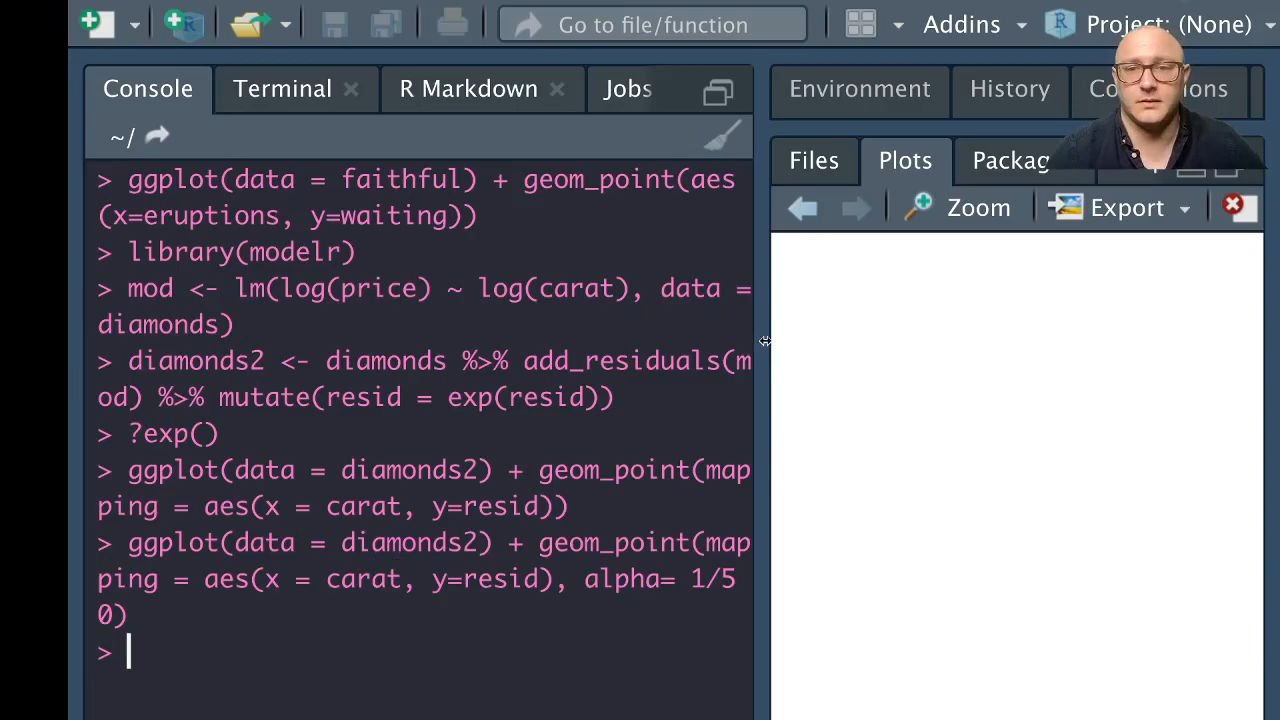 Go to file/function
Addins
Project: (None)
Console
Terminal
R Markdown
Jobs
~/
> ggplot(data = faithful) + geom_point(aes
(x=eruptions, y=waiting))
> library(modelr)
> mod <- lm(log(price) ~ log(carat), data =
diamonds)
> diamonds2 <- diamonds %>% add_residuals(m
od) %>% mutate(resid = exp(resid))
> ?exp()
> ggplot(data = diamonds2) + geom_point(map
ping = aes(x = carat, y=resid))
> ggplot(data = diamonds2) + geom_point(map
ping = aes(x = carat, y=resid), alpha= 1/5
0)
>
Environment
History
Files
Plots
Packag
Zoom
Export